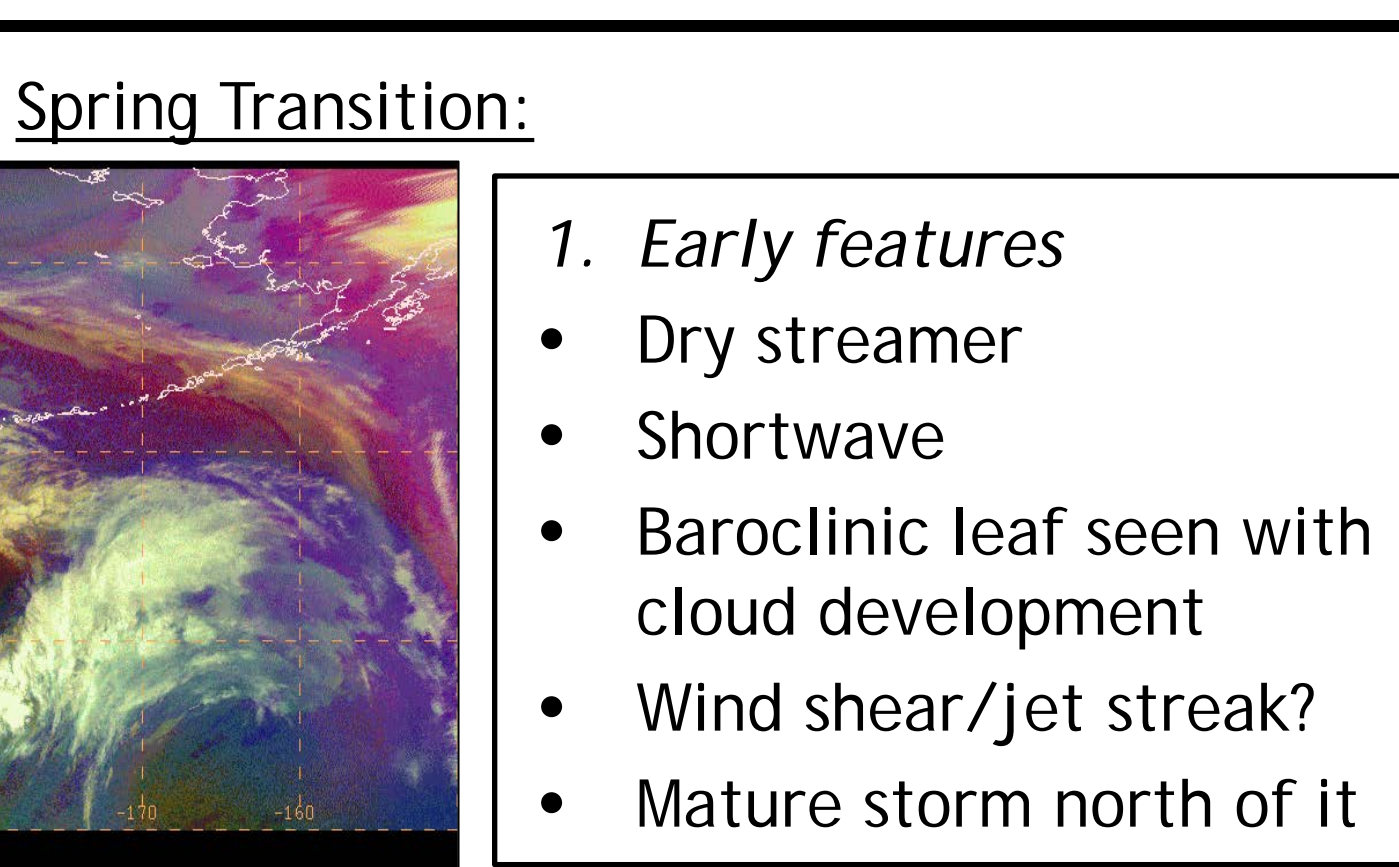 Spring Transition:
1. Early features
• Dry streamer
• Shortwave
• Baroclinic leaf seen with
cloud development
• Wind shear/jet streak?
• Mature storm north of it
-170 -160